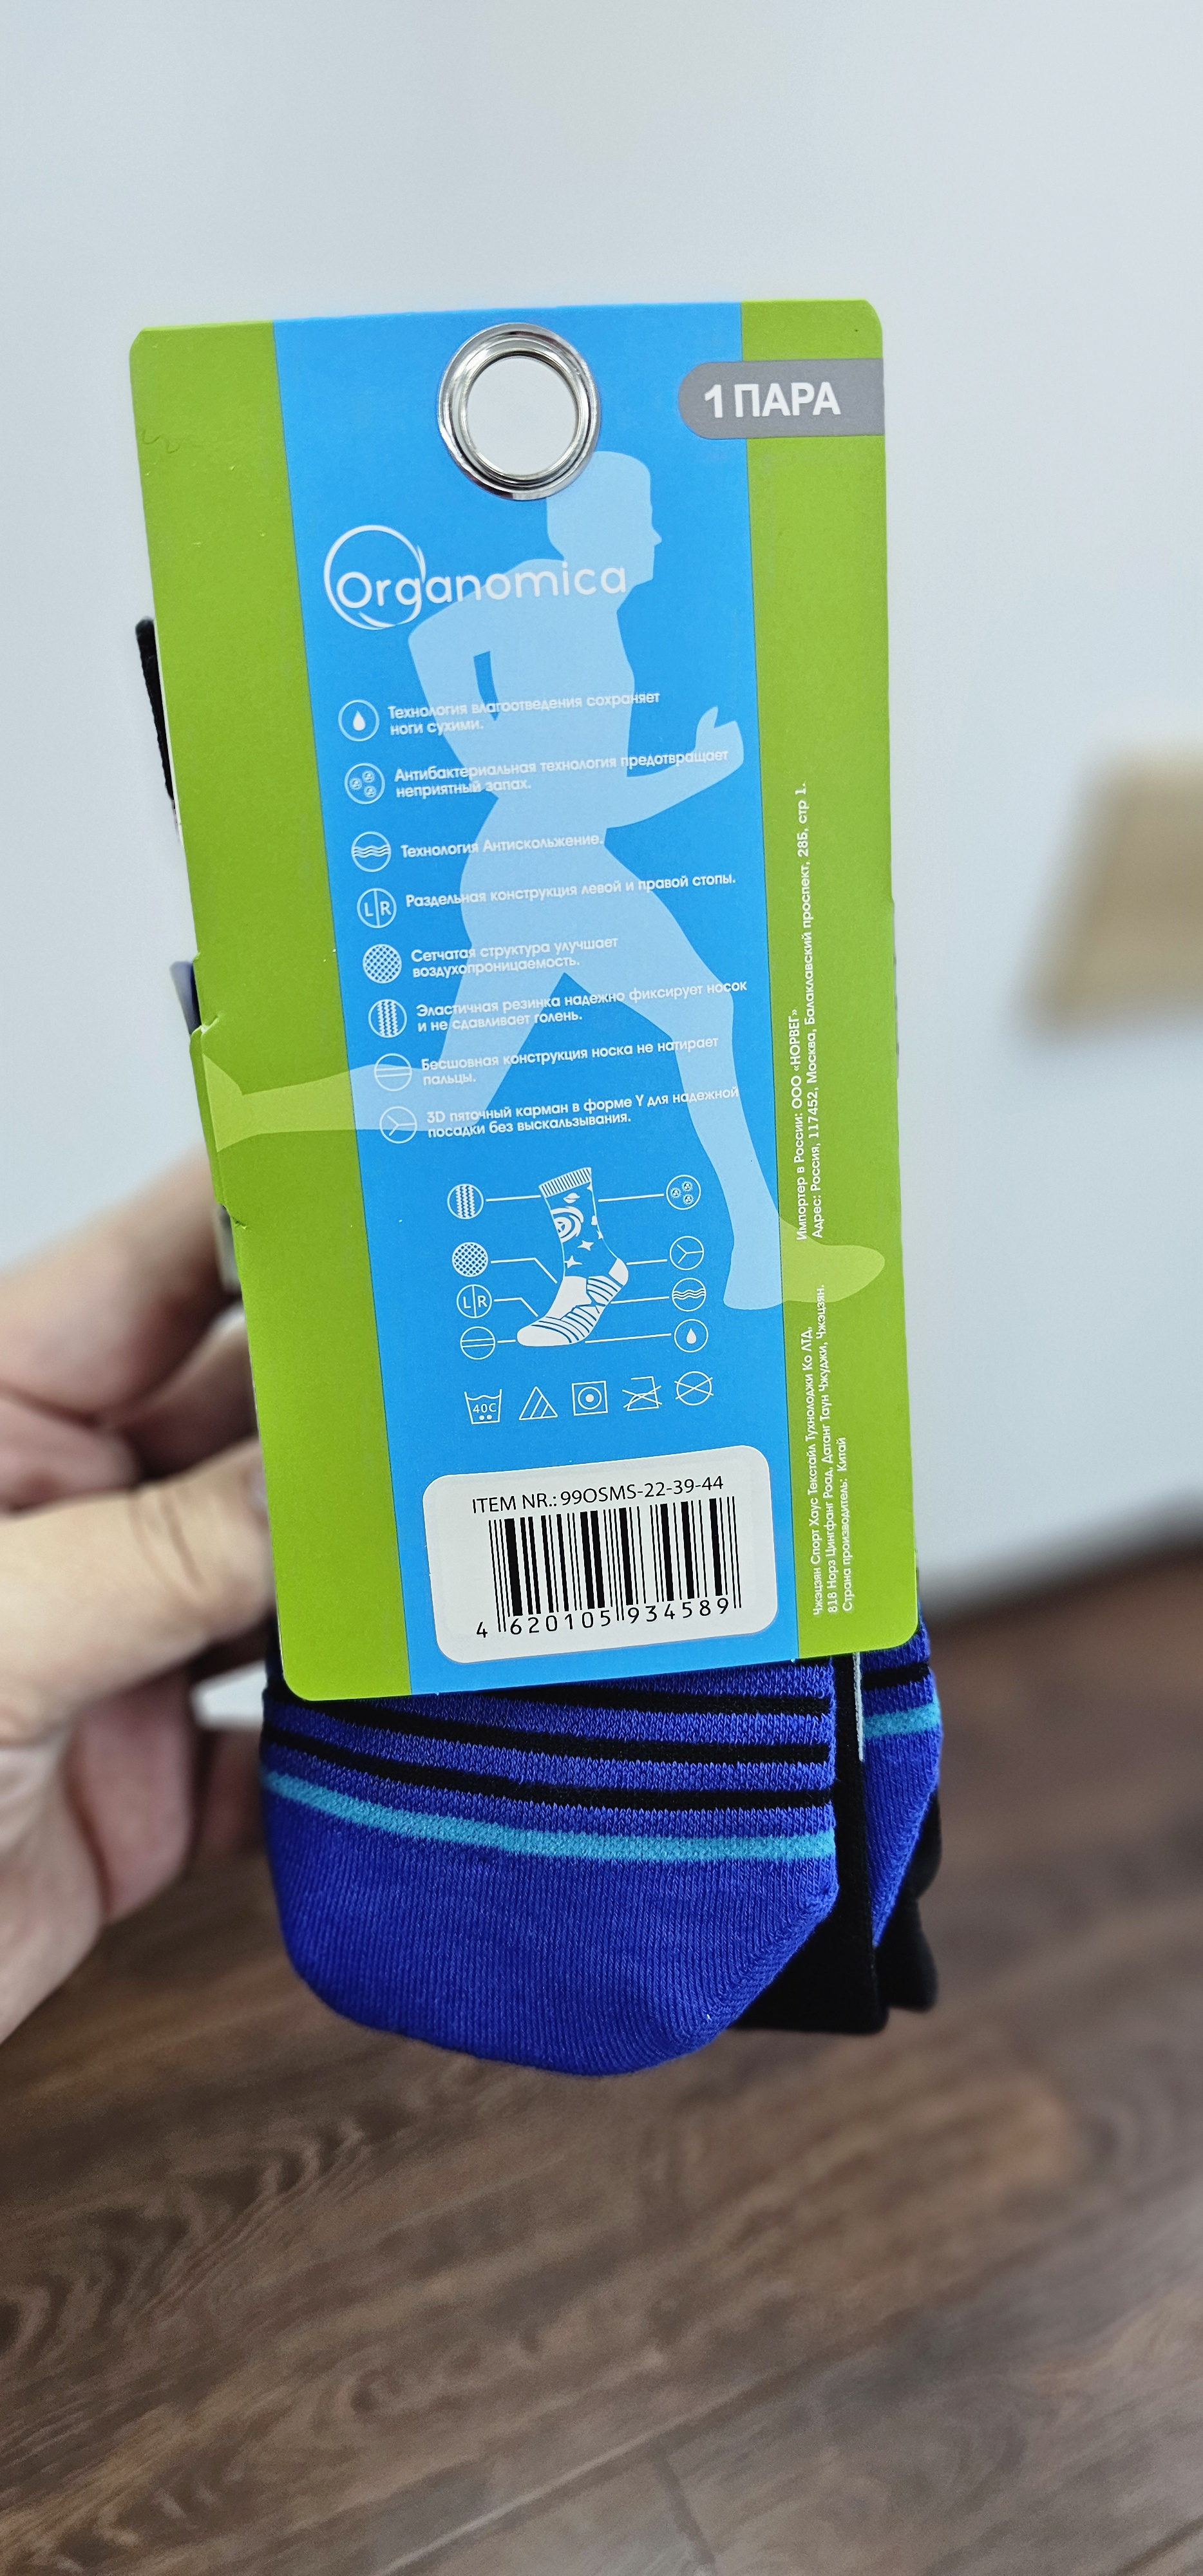 1 ПАРА
Organomica
Технология влагоотведения сохраняет
ноги сухими.
Антибактериальная технология предотвращает
неприятный запах.
Технология Антискольжение.
L R
Раздельная конструкция левой и правой стопы.
Сетчатая структура улучшает
воздухопроницаемость.
Эластичная резинка надежно фиксирует носок
и не сдавливает голень.
Бесшовная конструкция носка не натирает
пальцы.
3D пяточный карман в форме Y для надежной
посадки без выскальзывания.
L R
40C
ITEM NR.: 99OSMS-22-39-44
4 620105 934589
Импортер в России: ООО «НОРВЕГ»
Адрес: Россия, 117452, Москва, Балаклавский проспект, 28Б, стр 1.
Чжэцзян Спорт Хаус Текстайл Тухнолоджи Ко ЛТД,
818 Норз Цингфанг Роад, Датанг Таун Чжуджи, Чжэцзян.
Страна производитель: Китай